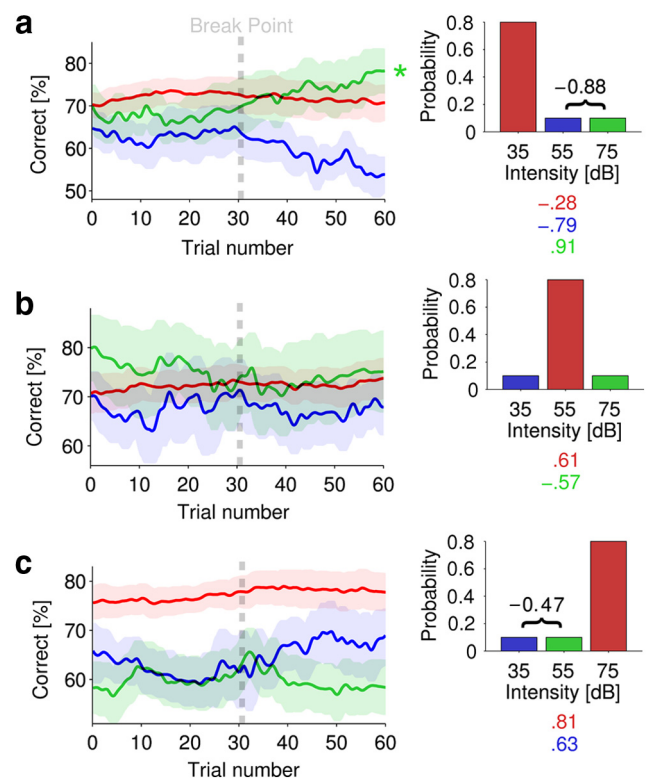 a
Break Point
Correct [%]
80
70
60
50
*
0 10 20 30 40 50 60
Trial number
Probability
0.8
0.6
0.4
0.2
0
−0.88
35 55 75
Intensity [dB]
−.28
−.79
.91
b
Correct [%]
80
70
60
0 10 20 30 40 50 60
Trial number
Probability
0.8
0.6
0.4
0.2
0
35 55 75
Intensity [dB]
.61
−.57
c
Correct [%]
80
70
60
0 10 20 30 40 50 60
Trial number
Probability
0.8
0.6
0.4
0.2
0
−0.47
35 55 75
Intensity [dB]
.81
.63